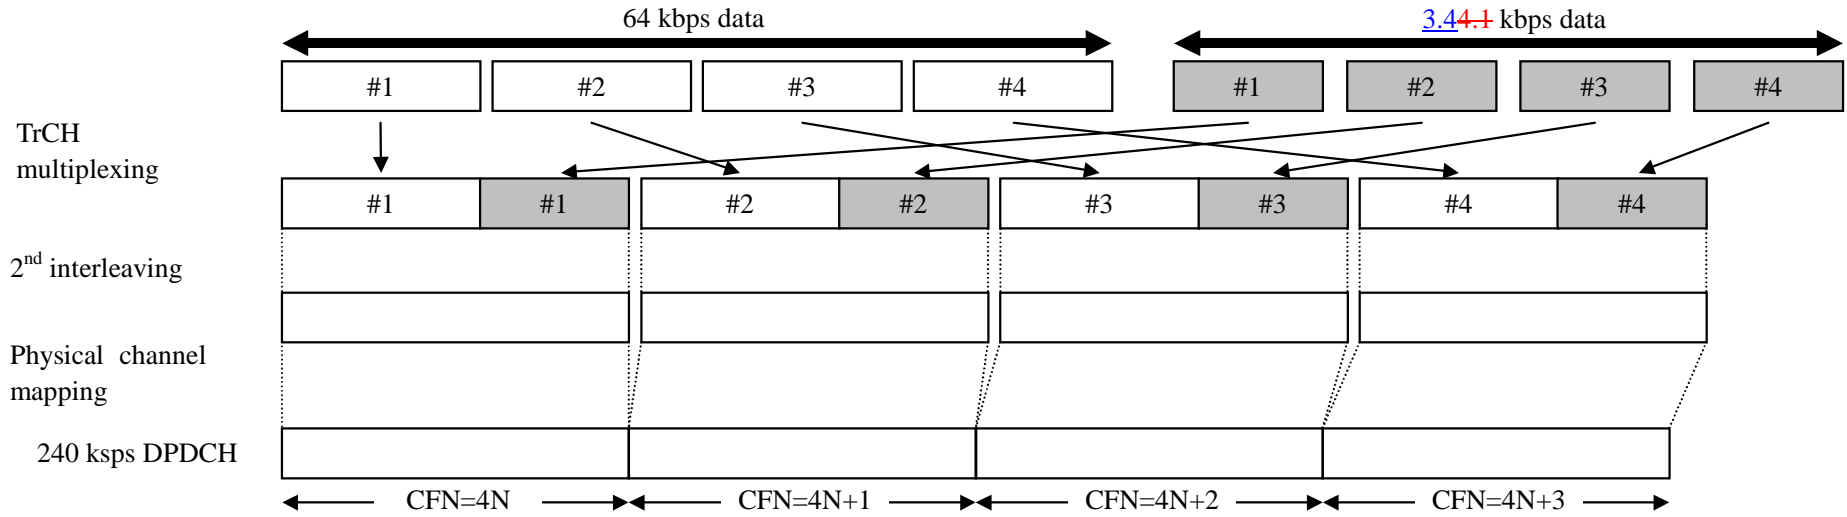 64 kbps data
3.44.1 kbps data
#1 #2 #3 #4 #1 #2 #3 #4
TrCH
multiplexing
#1 #1 #2 #2 #3 #3 #4 #4
2nd interleaving
Physical channel
mapping
240 ksps DPDCH
CFN=4N CFN=4N+1 CFN=4N+2 CFN=4N+3